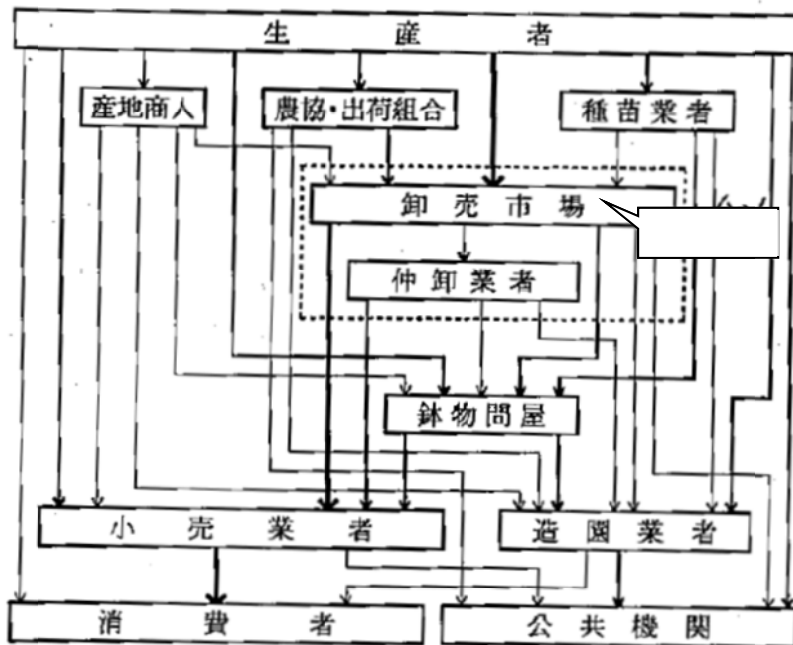 生産者
産地商人
農協・出荷組合
種苗業者
卸売市場
仲卸業者
鉢物問屋
小売業者
造園業者
消費者
公共機関